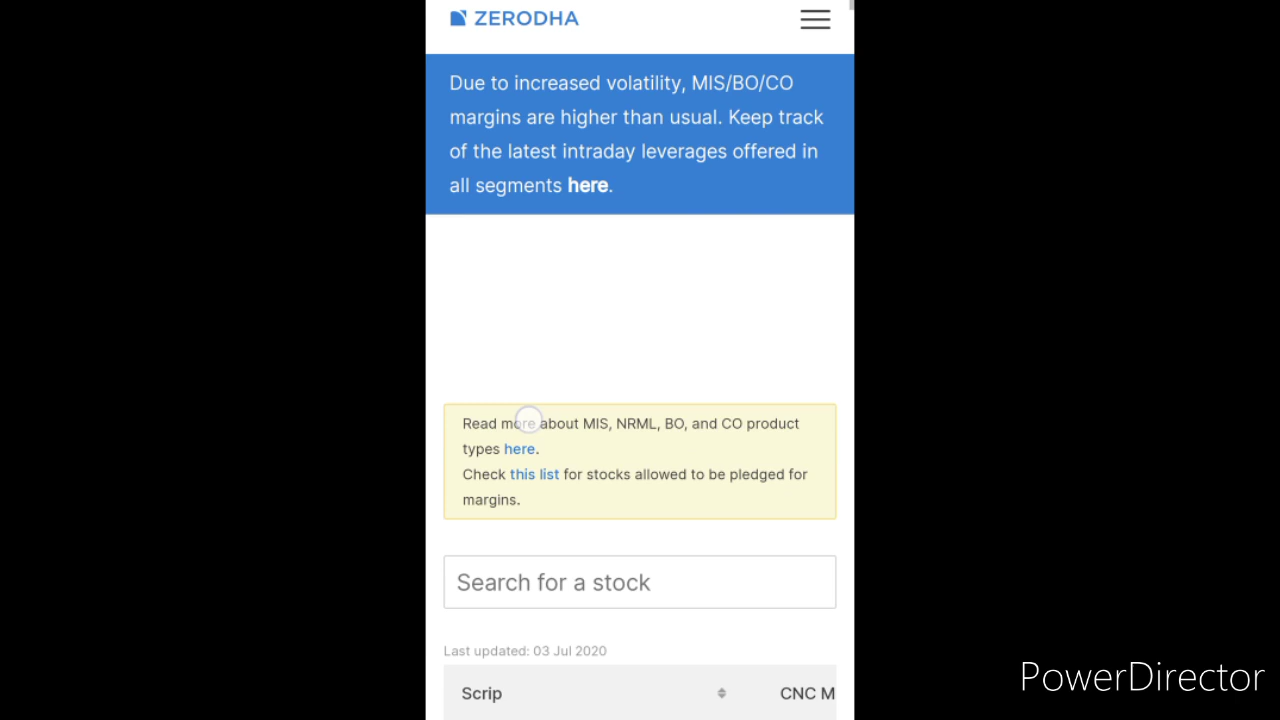 ZERODHA
Due to increased volatility, MIS/BO/CO
margins are higher than usual. Keep track
of the latest intraday leverages offered in
all segments here.
Read more about MIS, NRML, BO, and CO product
types here.
Check this list for stocks allowed to be pledged for
margins.
Search for a stock
Last updated: 03 Jul 2020
Scrip CNC M
PowerDirector